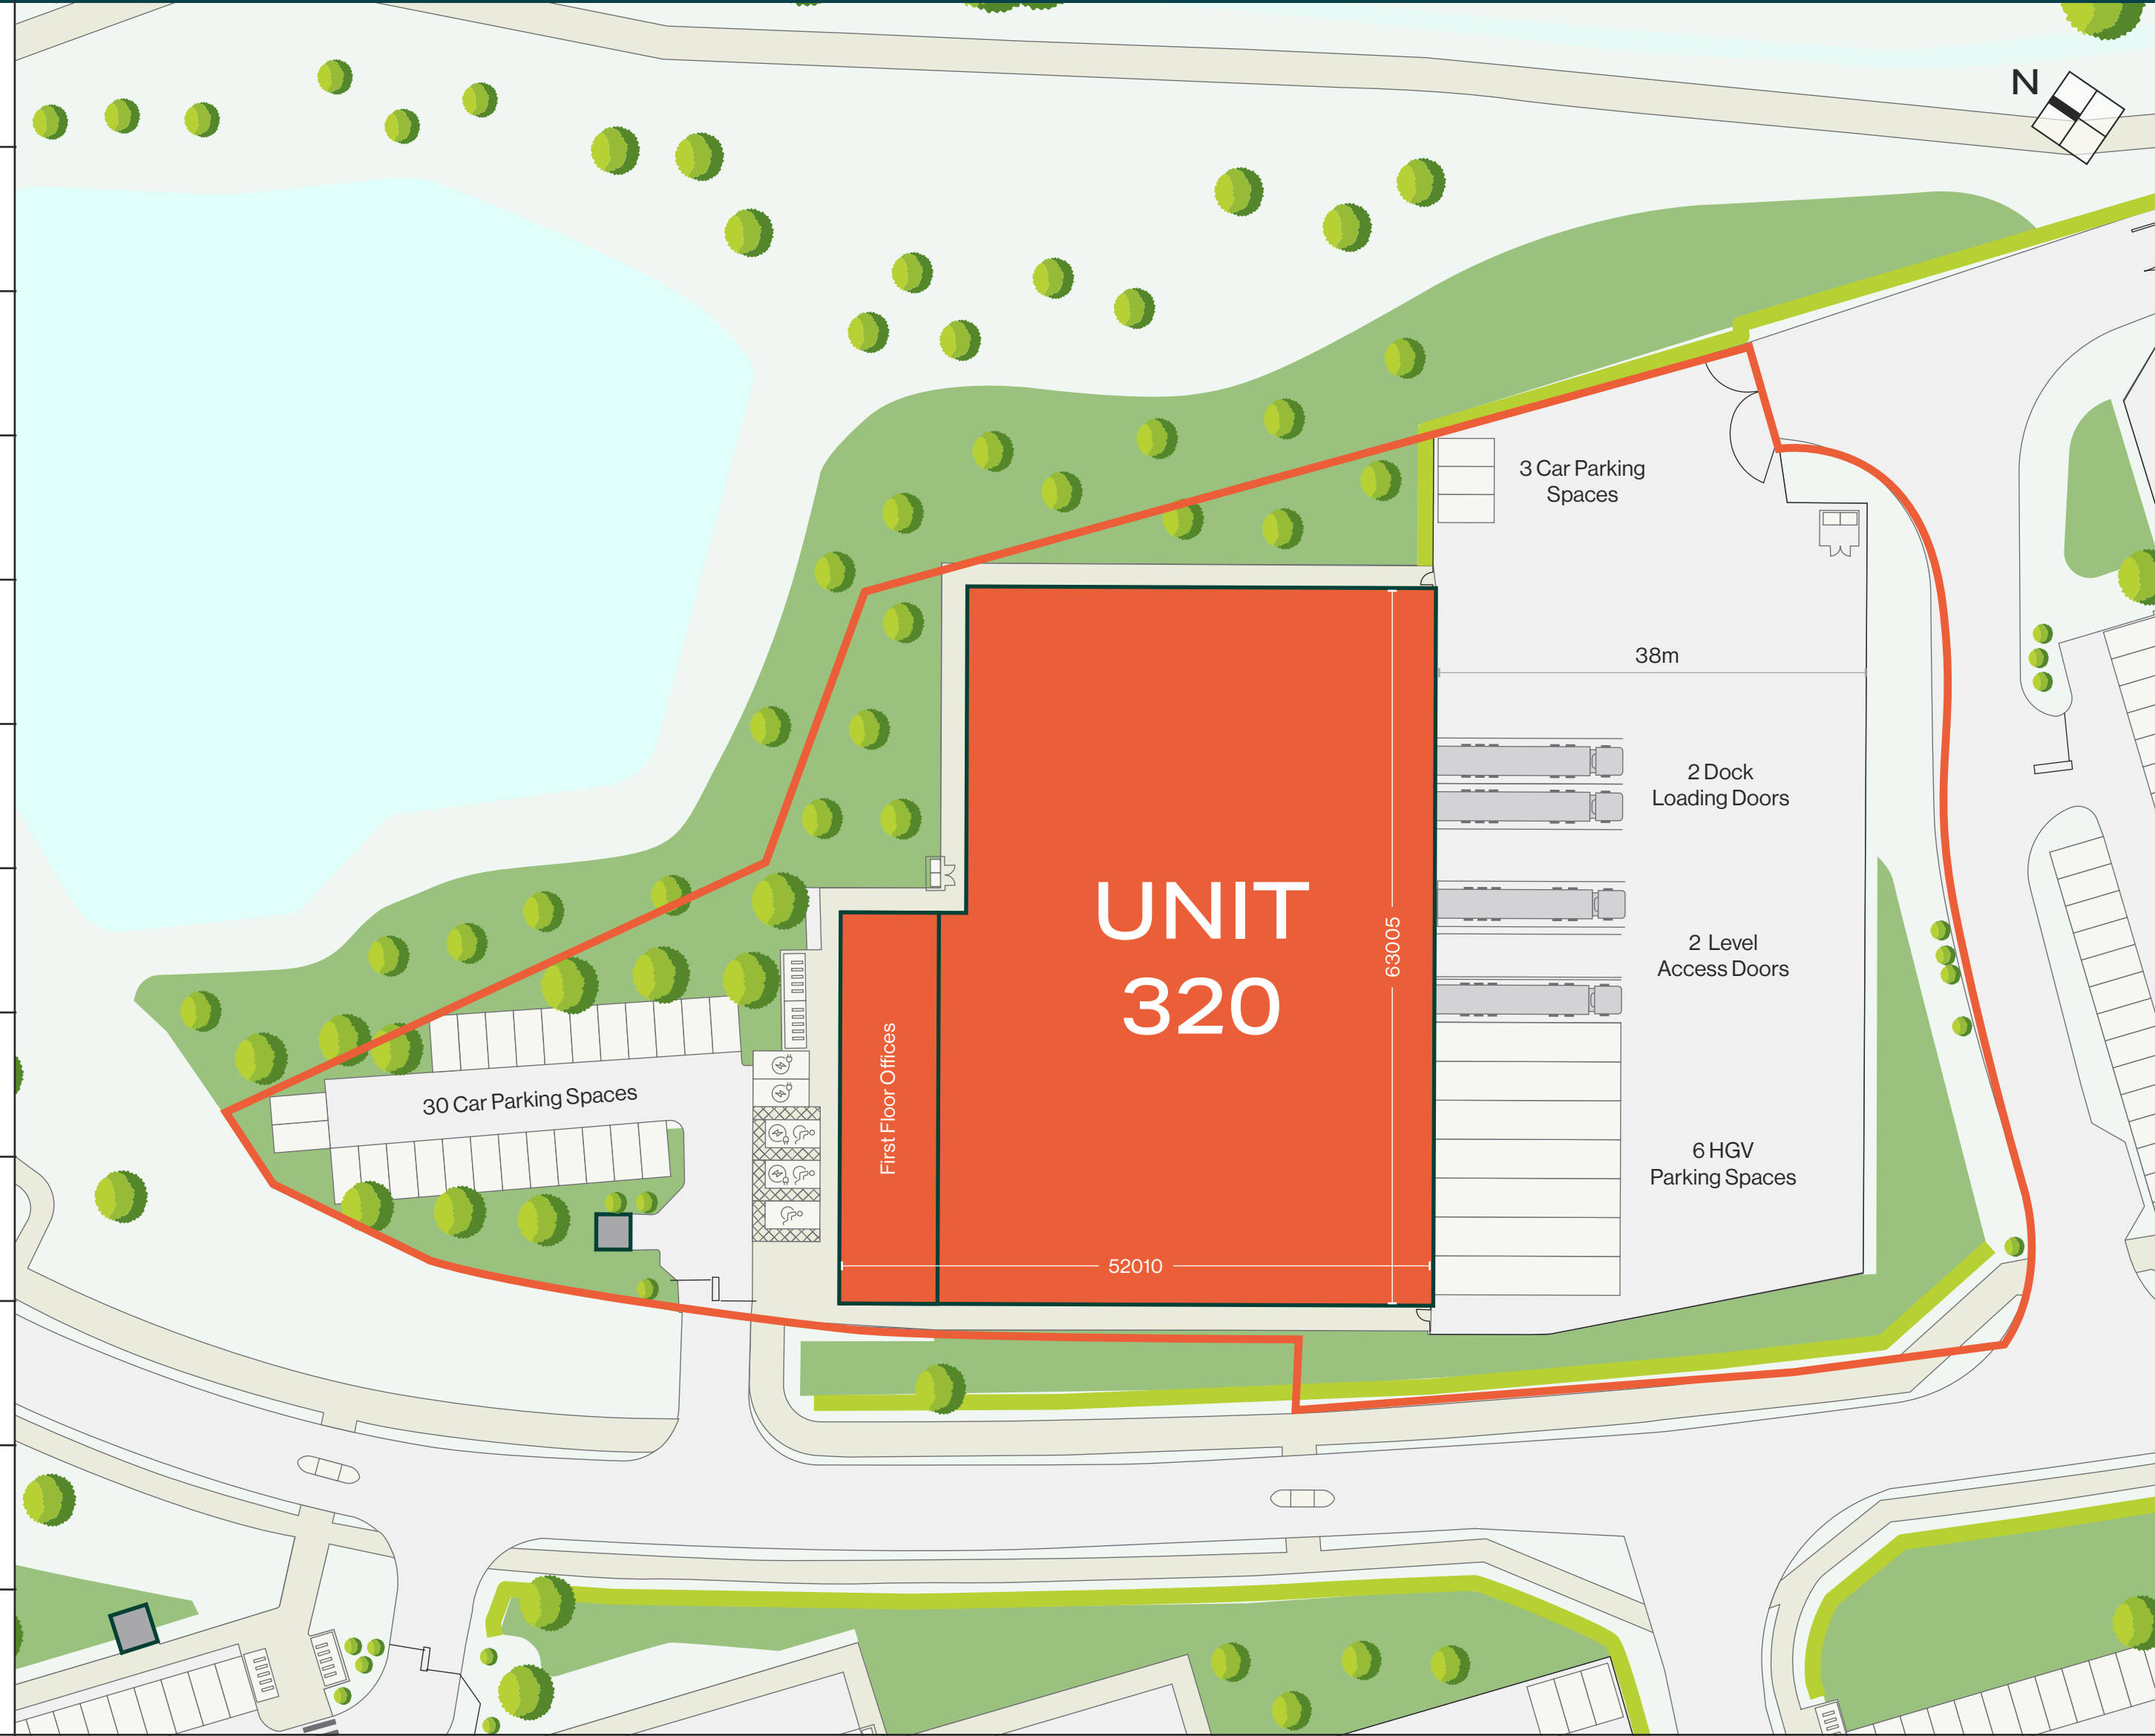 N
3 Car Parking
Spaces
38m
2 Dock
Loading Doors
UNIT
320
63005
2 Level
Access Doors
First Floor Offices
30 Car Parking Spaces
6 HGV
Parking Spaces
52010